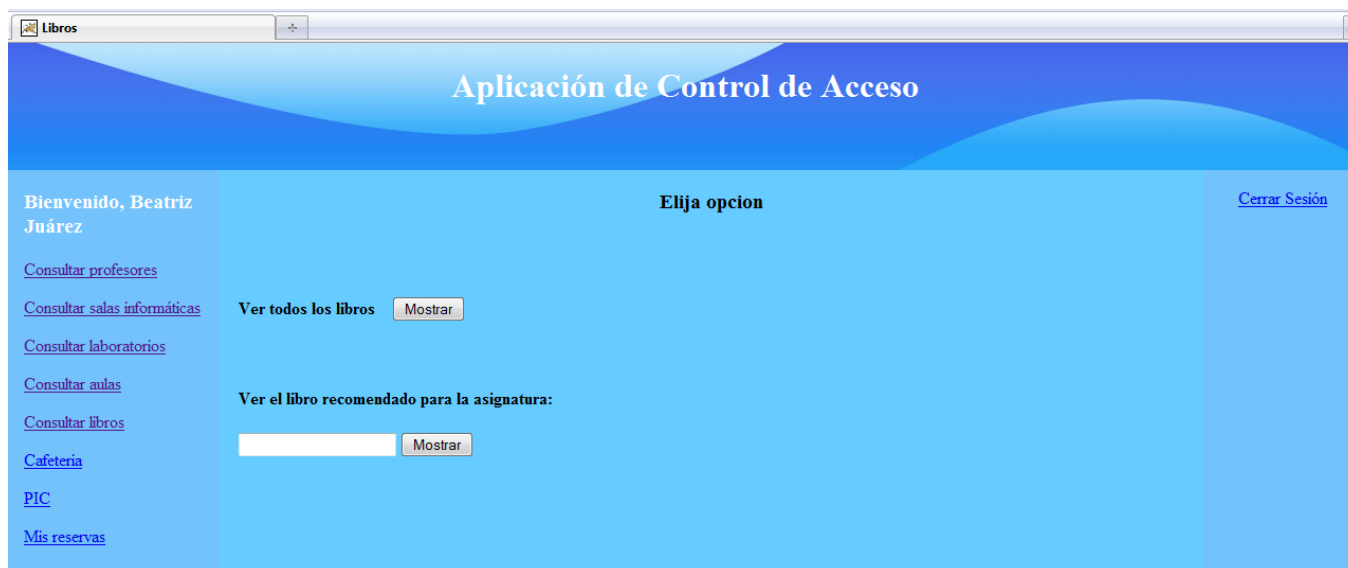 Libros
Aplicación de Control de Acceso
Bienvenido, Beatriz
Juárez
Consultar profesores
Consultar salas informáticas
Consultar laboratorios
Consultar aulas
Consultar libros
Cafeteria
PIC
Mis reservas
Elija opcion
Ver todos los libros Mostrar
Ver el libro recomendado para la asignatura:
Mostrar
Cerrar Sesión